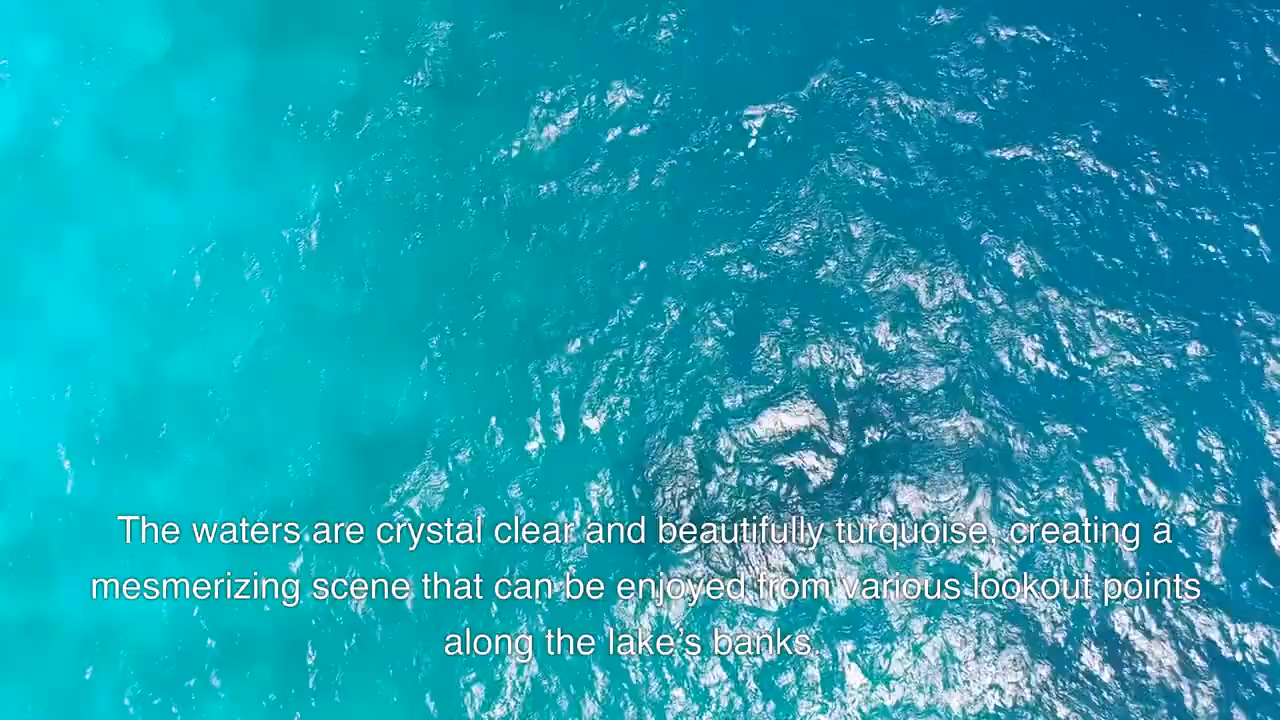 The waters are crystal clear and beautifully turquoise, creating a
mesmerizing scene that can be enjoyed from various lookout points
along the lake’s banks.